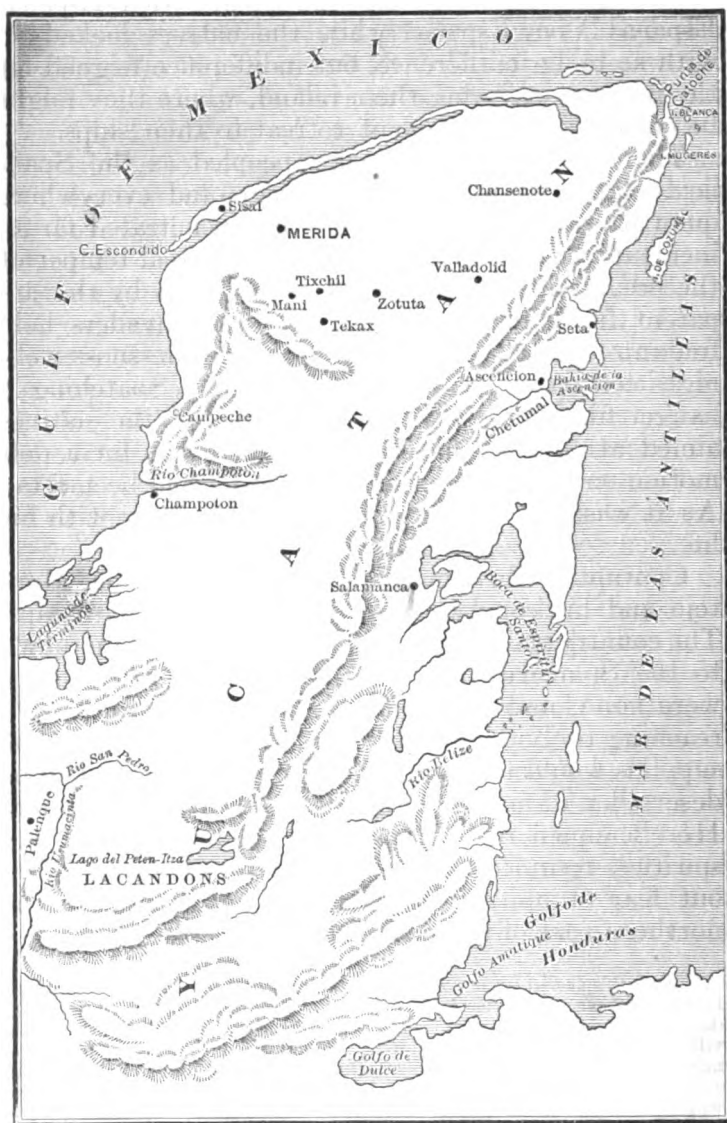 GULF OF MEXICO
Punta de
Catoche
I. BLANCA
I. MUGERES
Chansenote
Sisal
MERIDA
C. Escondido
I. DE COZUMEL
Valladolid
Tixchil
Mani
Zotuta
Tekax
Seta
Ascencion
Bahia de la
Ascencion
Campeche
Chetumal
Rio Champoton
Champoton
Salamanca
Boca de Espiritu
Santo
Laguna de
Terminos
YUCATAN
MAR DE LAS ANTILLAS
Rio San Pedro
Rio Belize
Palenque
Lago del Peten-Itza
LACANDONS
Golfo de
Honduras
Golfo Amatique
Golfo de
Dulce